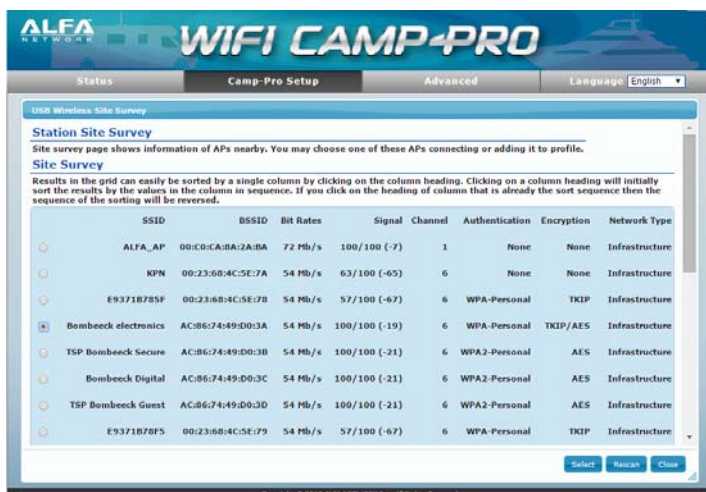 ALFA
NETWORK
WIFI CAMP-PRO
Status Camp-Pro Setup Advanced Language English
USB Wireless Site Survey
Station Site Survey
Site survey page shows information of APs nearby. You may choose one of these APs connecting or adding it to profile.
Site Survey
Results in the grid can easily be sorted by a single column by clicking on the column heading. Clicking on a column heading will initially
sort the results by the values in the column in sequence. If you click on the heading of column that is already the sort sequence then the
sequence of the sorting will be reversed.
SSID BSSID Bit Rates Signal Channel Authentication Encryption Network Type
ALFA_AP 00:C0:CA:8A:2A:BA 72 Mb/s 100/100 (-7) 1 None None Infrastructure
KPN 00:23:68:4C:5E:7A 54 Mb/s 63/100 (-65) 6 None None Infrastructure
E9371B785F 00:23:68:4C:5E:78 54 Mb/s 57/100 (-67) 6 WPA-Personal TKIP Infrastructure
Bombeeck electronics AC:86:74:49:D0:3A 54 Mb/s 100/100 (-19) 6 WPA-Personal TKIP/AES Infrastructure
TSP Bombeeck Secure AC:86:74:49:D0:3B 54 Mb/s 100/100 (-21) 6 WPA2-Personal AES Infrastructure
Bombeeck Digital AC:86:74:49:D0:3C 54 Mb/s 100/100 (-21) 6 WPA2-Personal AES Infrastructure
TSP Bombeeck Guest AC:86:74:49:D0:3D 54 Mb/s 100/100 (-21) 6 WPA2-Personal AES Infrastructure
E9371B78F5 00:23:68:4C:5E:79 54 Mb/s 57/100 (-67) 6 WPA-Personal TKIP Infrastructure
Select Rescan Close